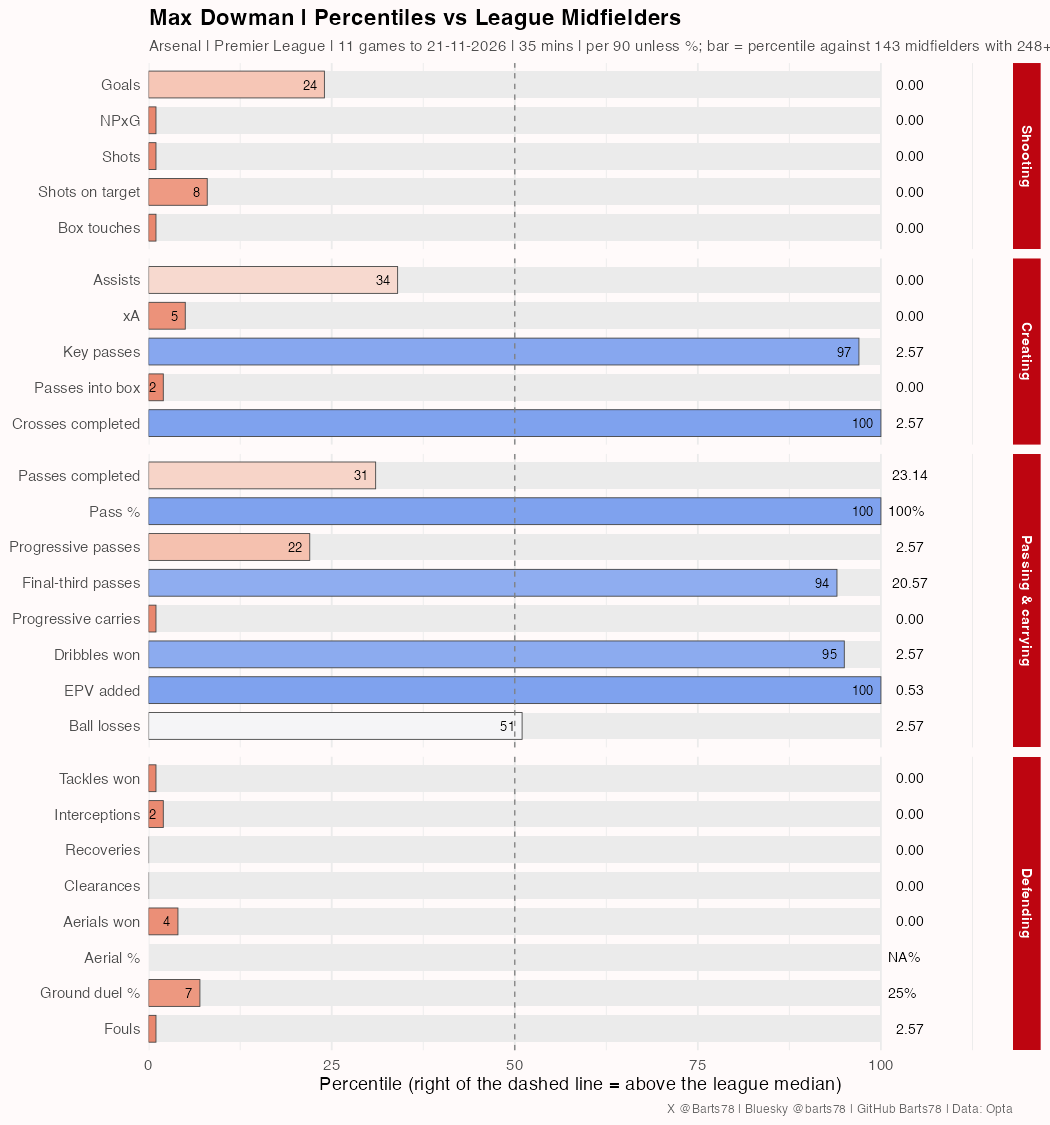 Max Dowman | Percentiles vs League Midfielders
Arsenal | Premier League | 11 games to 21-11-2026 | 35 mins | per 90 unless %; bar = percentile against 143 midfielders with 248+
Shooting
Goals 24 0.00
NPxG 0.00
Shots 0.00
Shots on target 8 0.00
Box touches 0.00
Creating
Assists 34 0.00
xA 5 0.00
Key passes 97 2.57
Passes into box 2 0.00
Crosses completed 100 2.57
Passing & carrying
Passes completed 31 23.14
Pass % 100 100%
Progressive passes 22 2.57
Final-third passes 94 20.57
Progressive carries 0.00
Dribbles won 95 2.57
EPV added 100 0.53
Ball losses 51 2.57
Defending
Tackles won 0.00
Interceptions 2 0.00
Recoveries 0.00
Clearances 0.00
Aerials won 4 0.00
Aerial % NA%
Ground duel % 7 25%
Fouls 2.57
0 25 50 75 100
Percentile (right of the dashed line = above the league median)
X @Barts78 | Bluesky @barts78 | GitHub Barts78 | Data: Opta